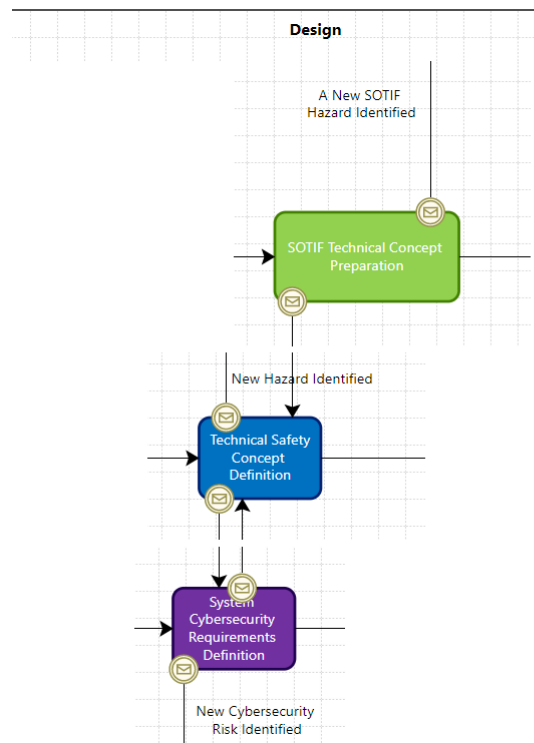 Design
A New SOTIF
Hazard Identified
SOTIF Technical Concept
Preparation
New Hazard Identified
Technical Safety
Concept
Definition
System
Cybersecurity
Requirements
Definition
New Cybersecurity
Risk Identified